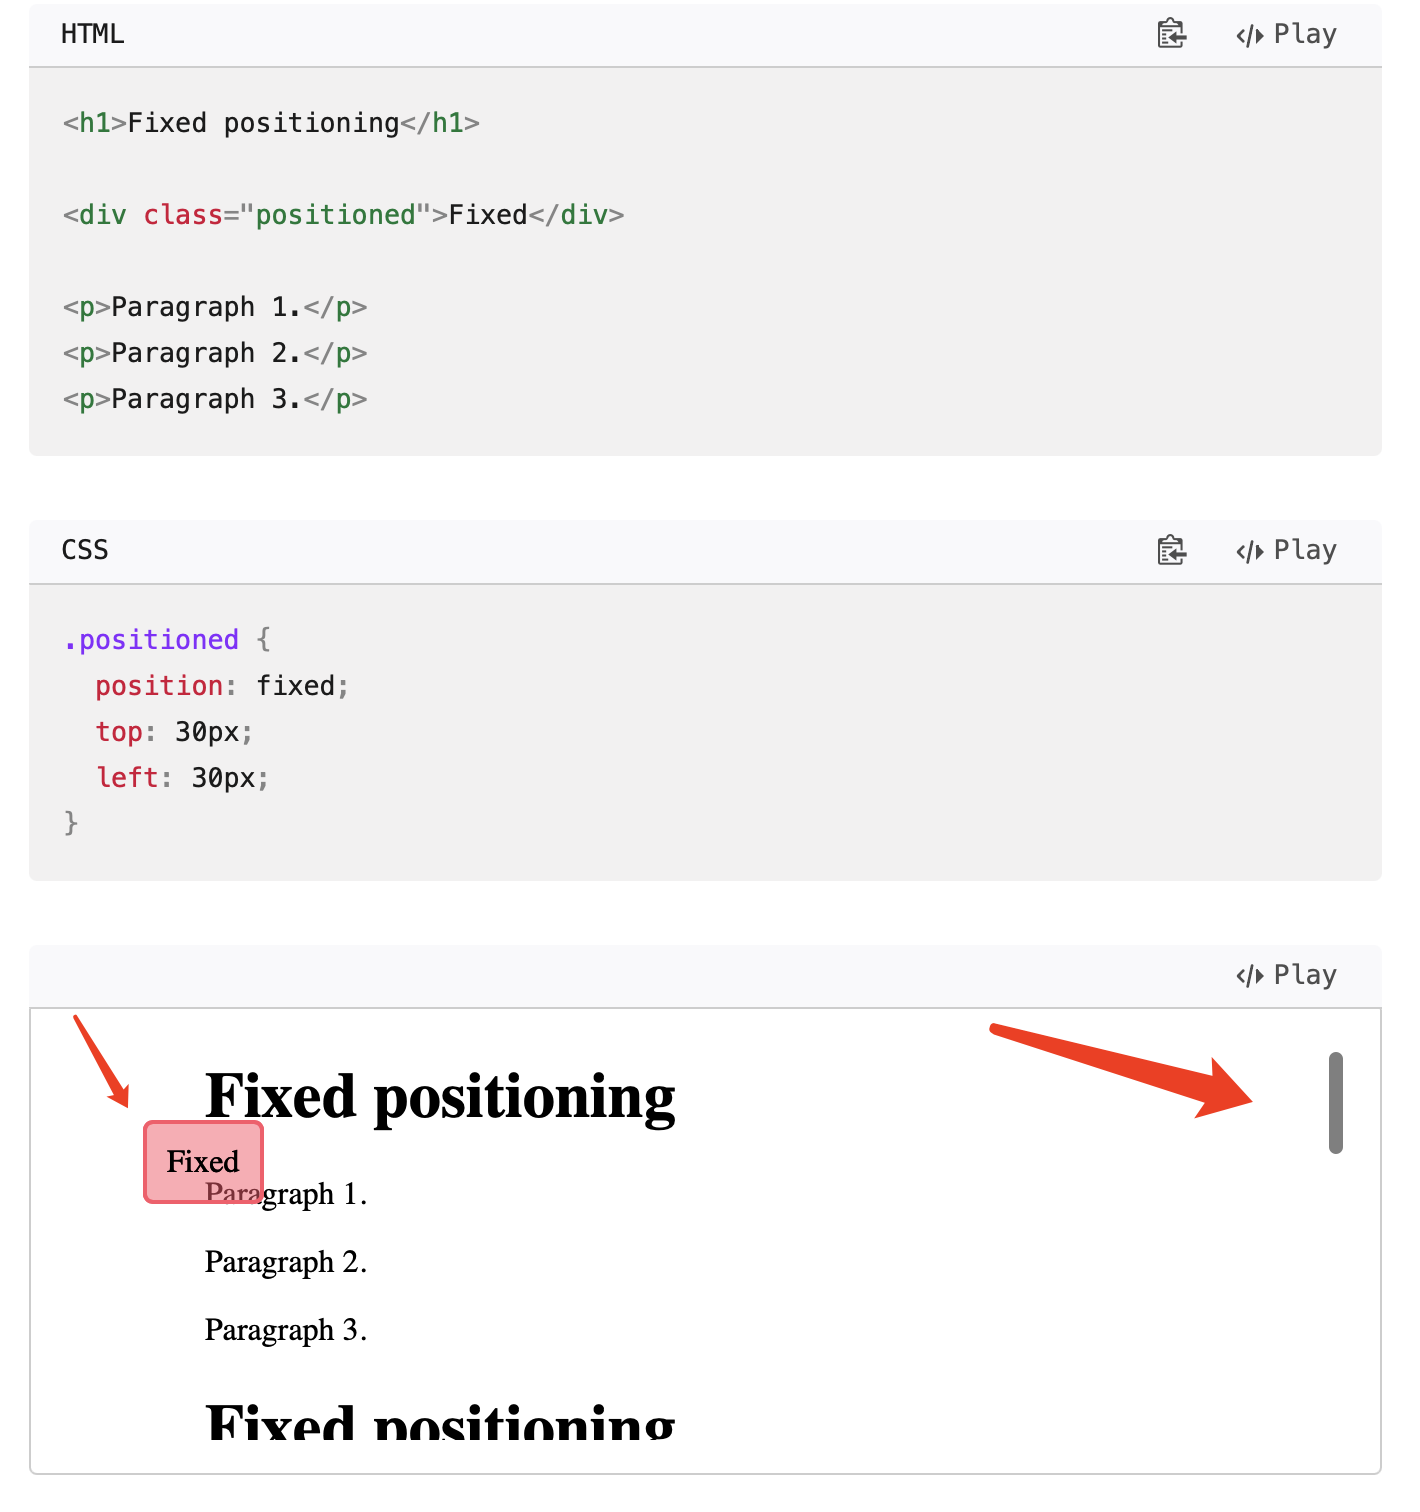 HTML
Play
<h1>Fixed positioning</h1>
<div class="positioned">Fixed</div>
<p>Paragraph 1.</p>
<p>Paragraph 2.</p>
<p>Paragraph 3.</p>
CSS
Play
.positioned {
  position: fixed;
  top: 30px;
  left: 30px;
}
Play
Fixed positioning
Fixed
Paragraph 1.
Paragraph 2.
Paragraph 3.
Fixed positioning